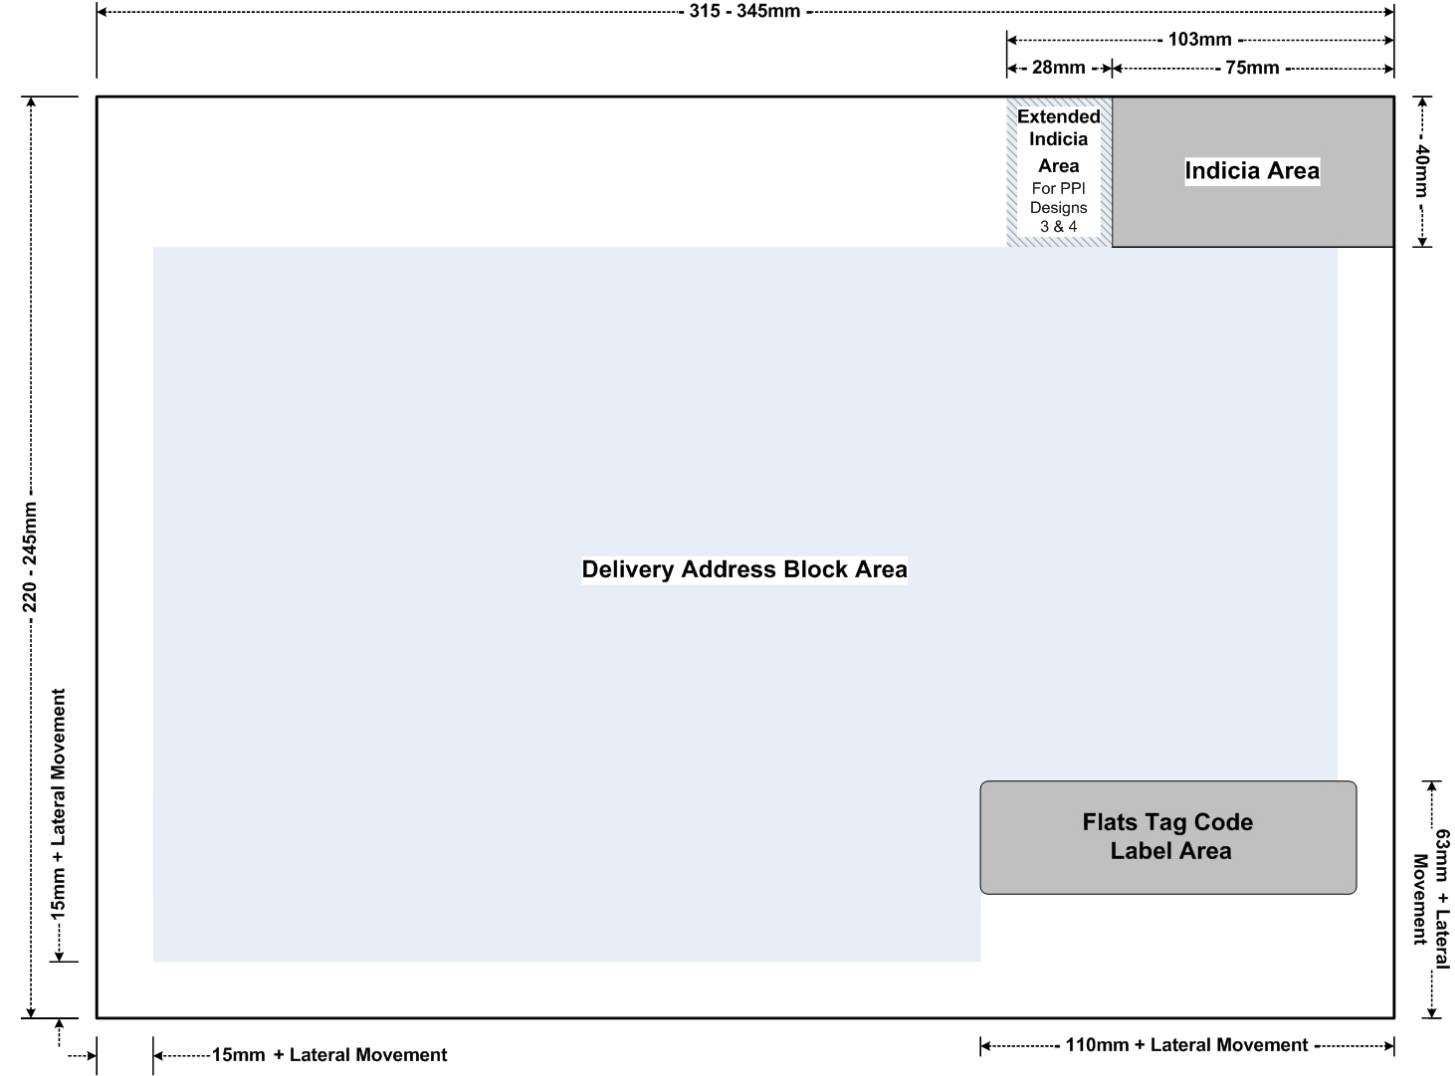 315 - 345mm
103mm
28mm
75mm
Extended
Indicia
Area
For PPI
Designs
3 & 4
Indicia Area
40mm
220 - 245mm
Delivery Address Block Area
15mm + Lateral Movement
Flats Tag Code
Label Area
63mm + Lateral
Movement
15mm + Lateral Movement
110mm + Lateral Movement